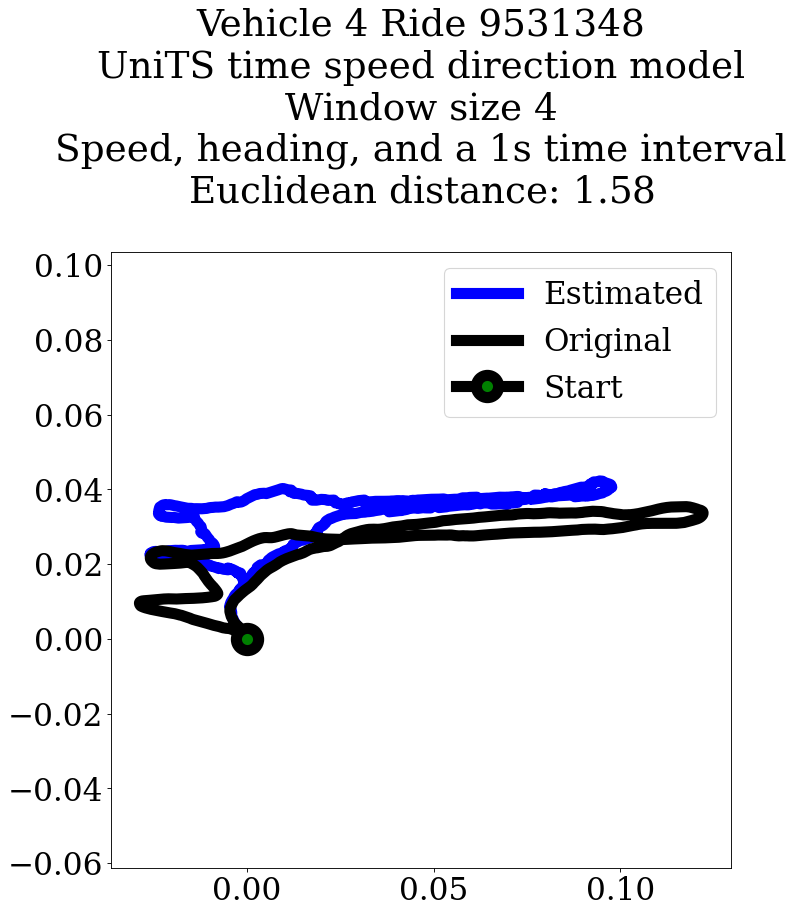 Vehicle 4 Ride 9531348
UniTS time speed direction model
Window size 4
Speed, heading, and a 1s time interval
Euclidean distance: 1.58
0.10
0.08
0.06
0.04
0.02
0.00
−0.02
−0.04
−0.06
Estimated
Original
Start
0.00 0.05 0.10